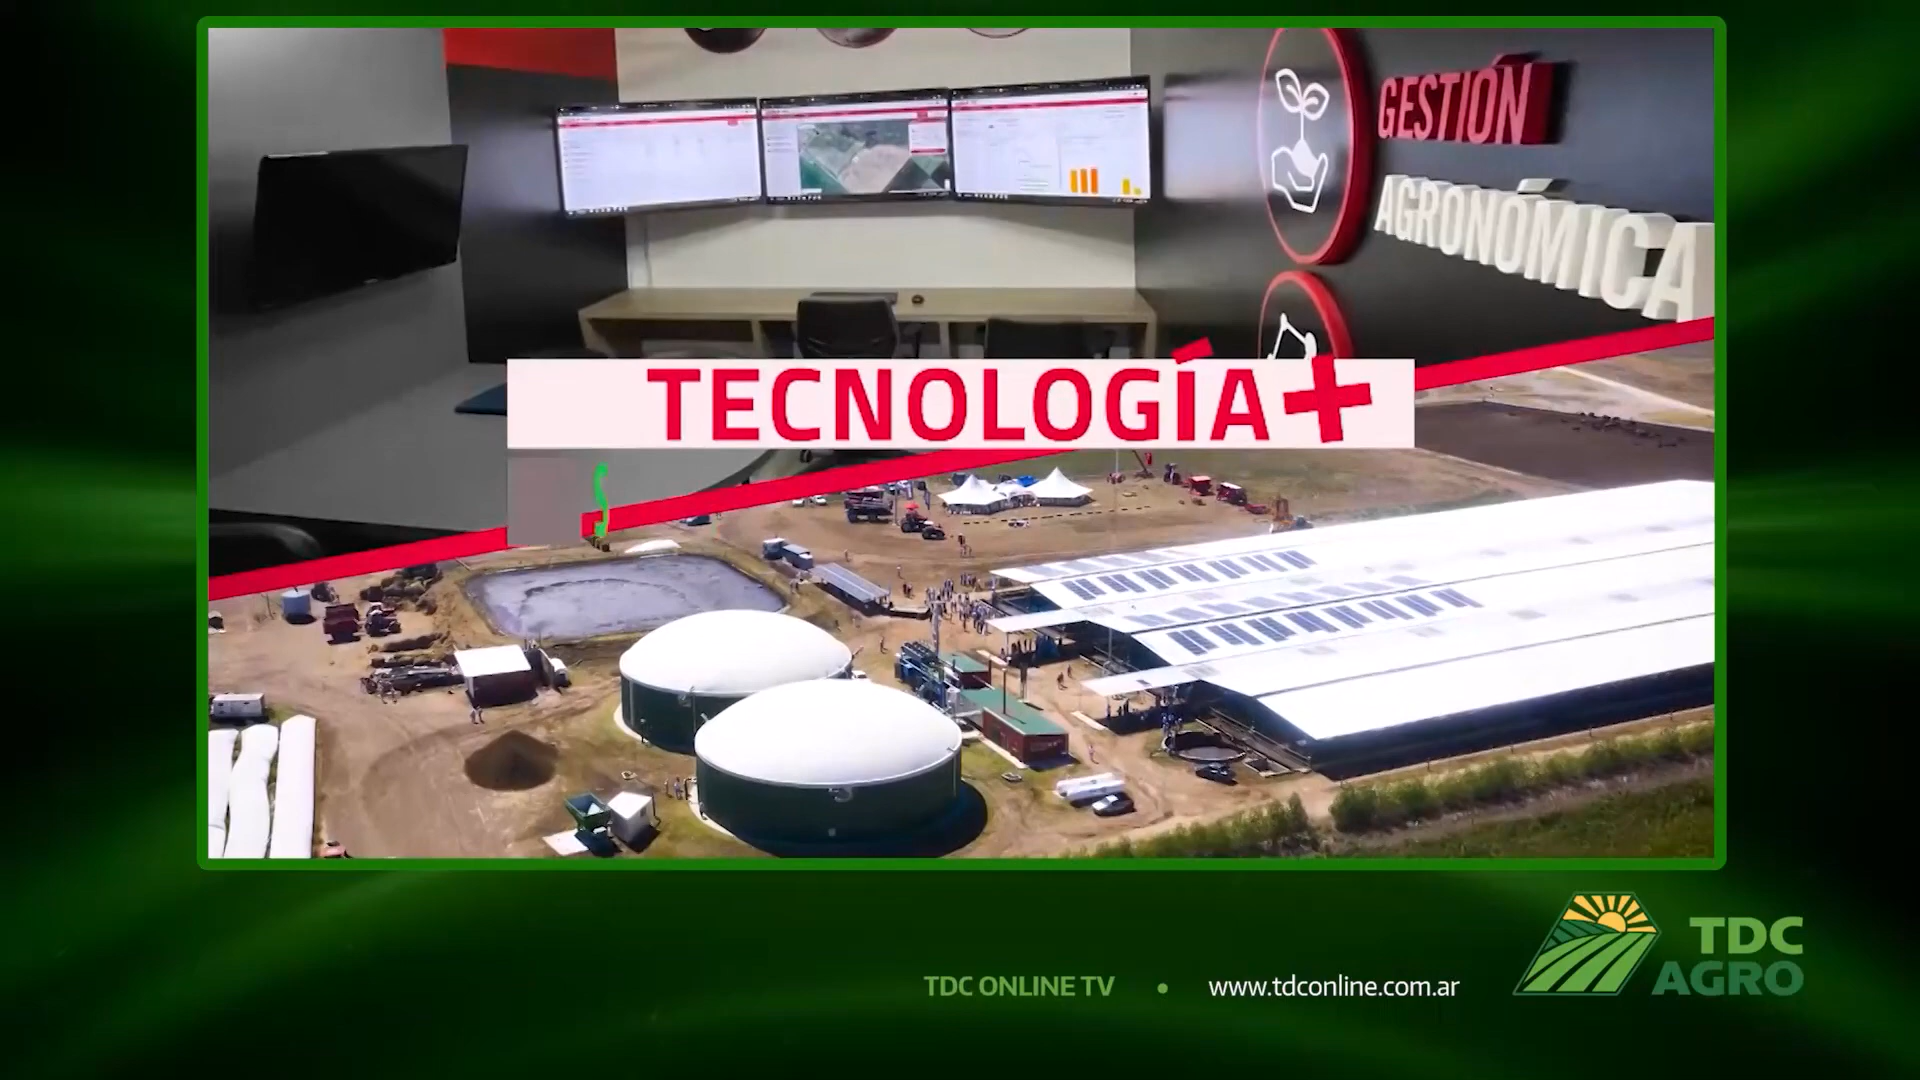 GESTIÓN
AGRONÓMICA
TECNOLOGÍA+
TDC ONLINE TV • www.tdconline.com.ar
TDC
AGRO